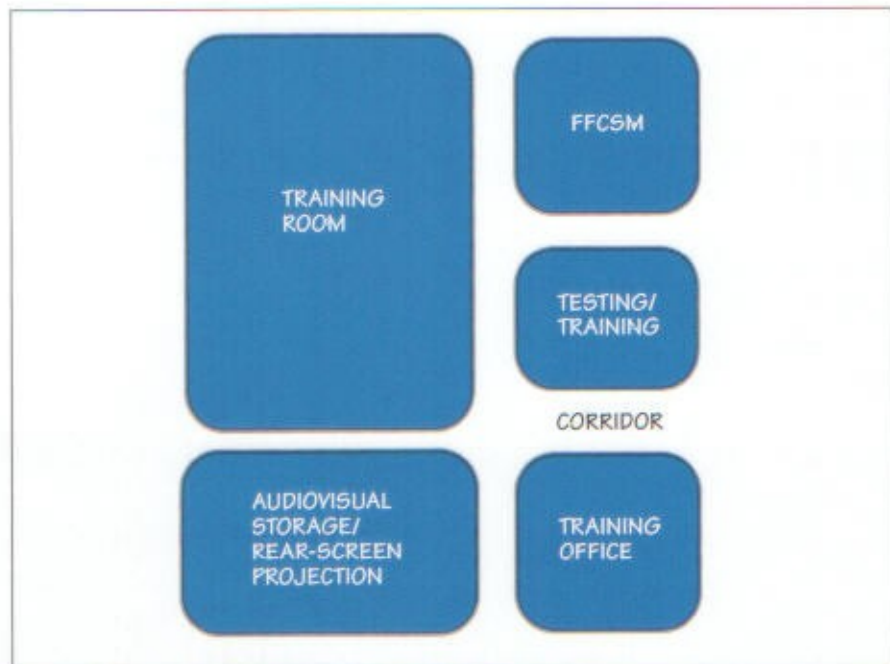 TRAINING
ROOM
FFCSM
TESTING/
TRAINING
CORRIDOR
AUDIOVISUAL
STORAGE/
REAR-SCREEN
PROJECTION
TRAINING
OFFICE